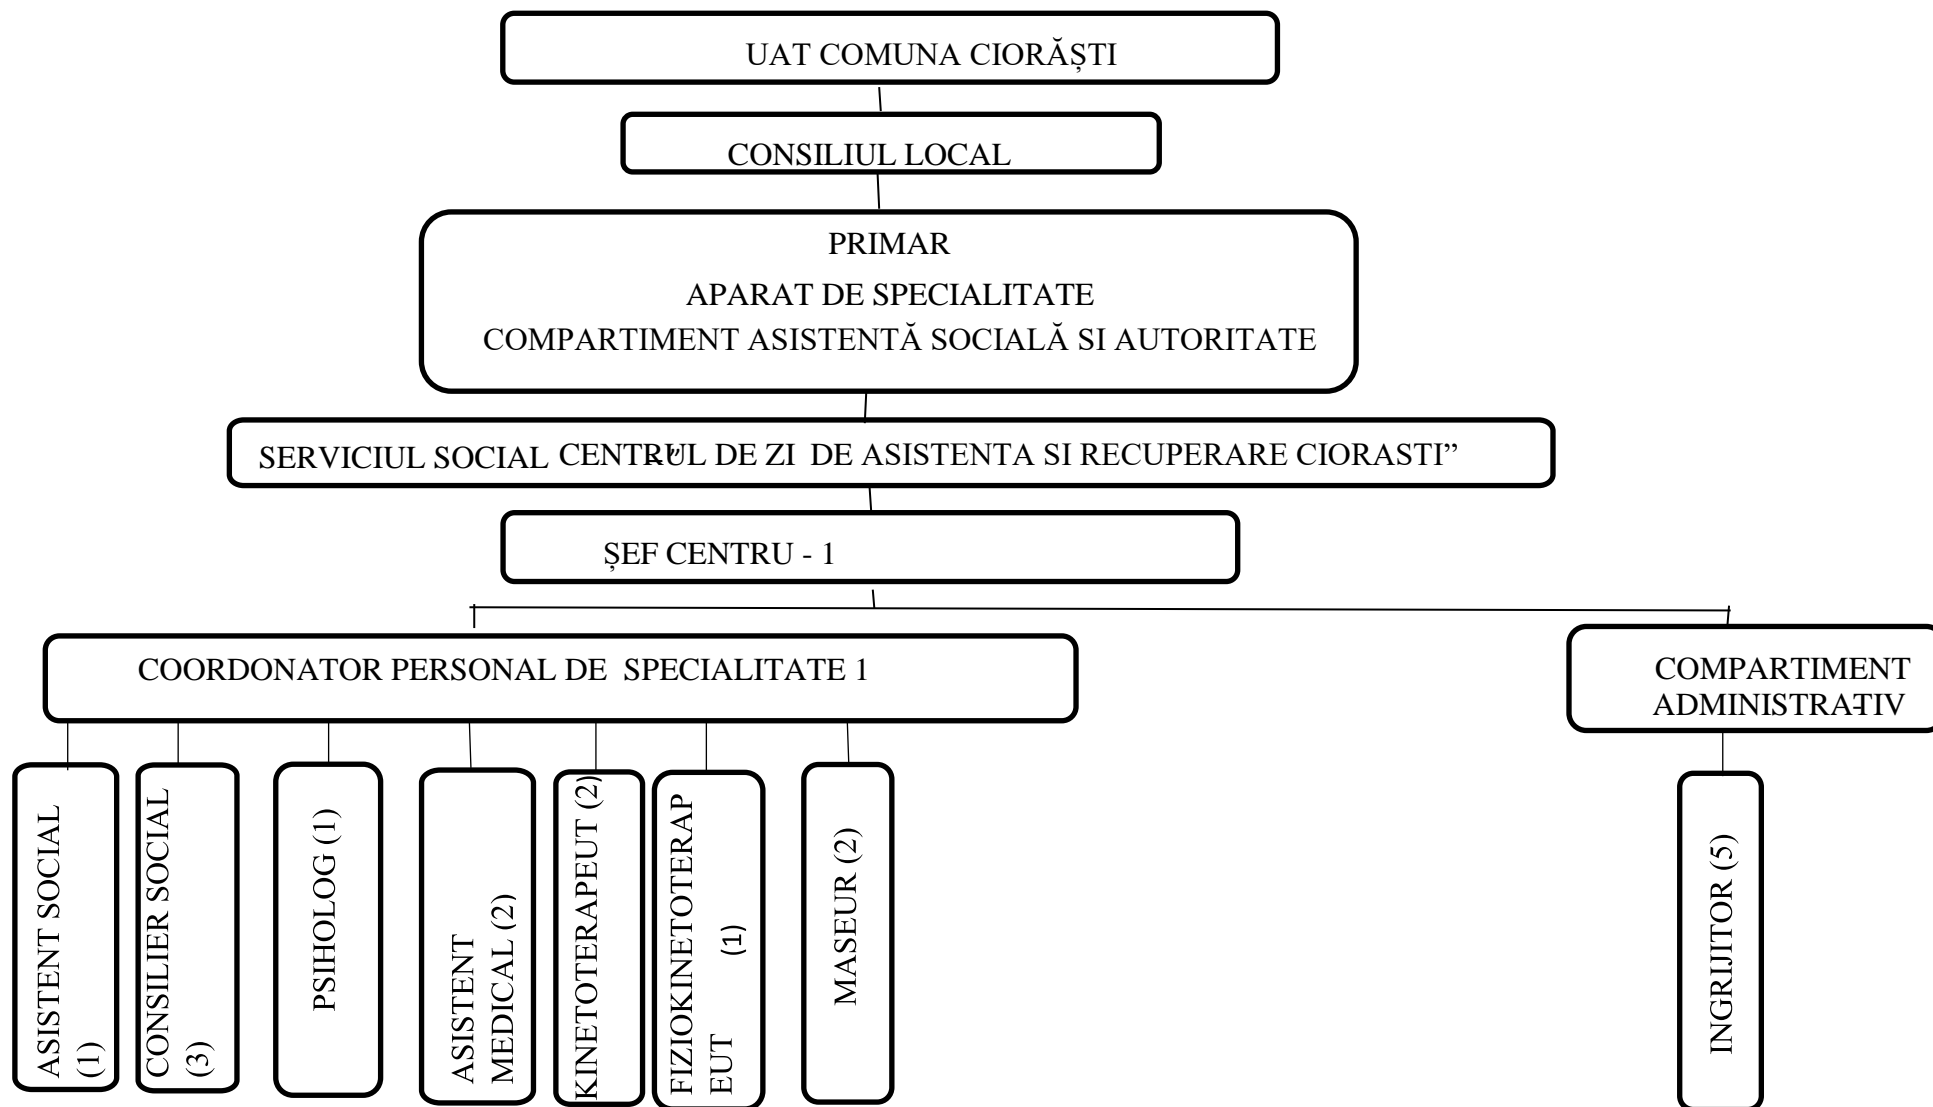 UAT COMUNA CIORĂȘTI
CONSILIUL LOCAL
PRIMAR
APARAT DE SPECIALITATE
COMPARTIMENT ASISTENTĂ SOCIALĂ SI AUTORITATE
SERVICIUL SOCIAL „CENTRUL DE ZI DE ASISTENTA SI RECUPERARE CIORASTI”
ȘEF CENTRU - 1
COORDONATOR PERSONAL DE SPECIALITATE 1
COMPARTIMENT
ADMINISTRATIV
ASISTENT SOCIAL
(1)
CONSILIER SOCIAL
(3)
PSIHOLOG (1)
ASISTENT
MEDICAL (2)
KINETOTERAPEUT (2)
FIZIOKINETOTERAP
EUT (1)
MASEUR (2)
INGRIJITOR (5)